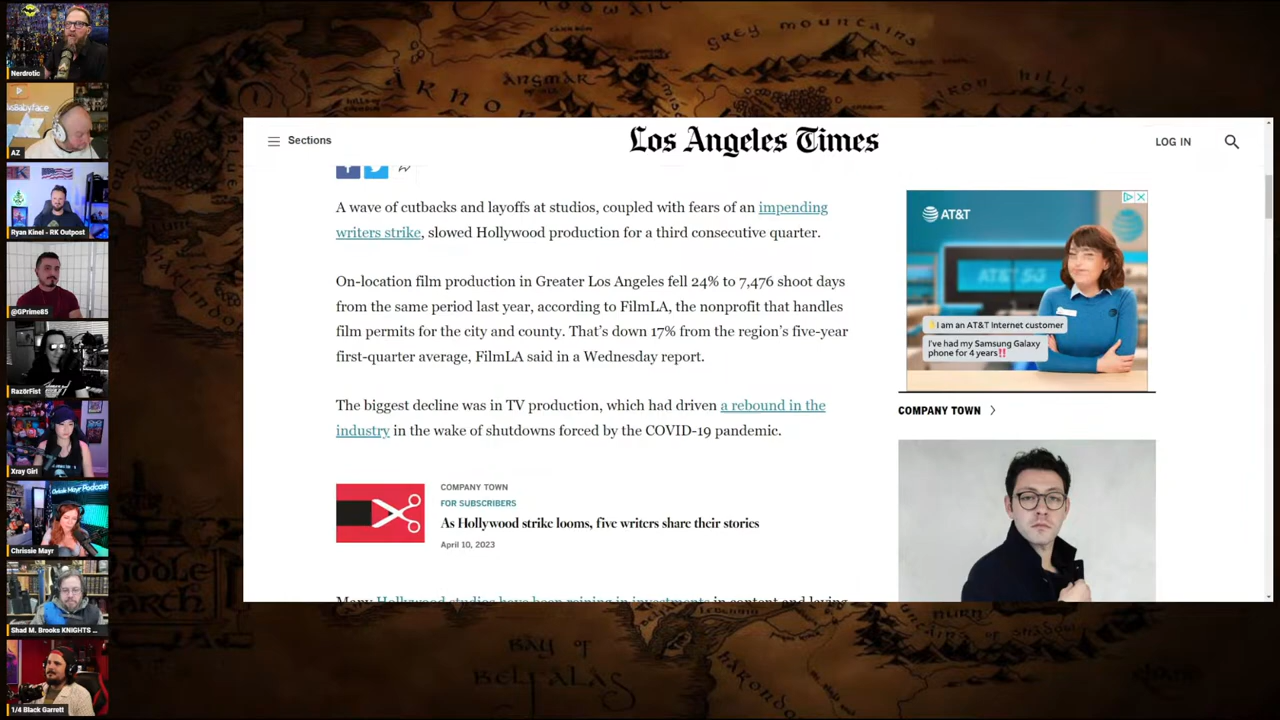 Nerdrotic
AZ
Ryan Kinel - RK Outpost
@GPrime85
RazörFist
Xray Girl
Chrissie Mayr
Shad M. Brooks KNIGHTS ...
1/4 Black Garrett
GREY MOUNTAINS
ANGMAR
Sections
Los Angeles Times
LOG IN
A wave of cutbacks and layoffs at studios, coupled with fears of an impending
writers strike, slowed Hollywood production for a third consecutive quarter.
On-location film production in Greater Los Angeles fell 24% to 7,476 shoot days
from the same period last year, according to FilmLA, the nonprofit that handles
film permits for the city and county. That's down 17% from the region's five-year
first-quarter average, FilmLA said in a Wednesday report.
The biggest decline was in TV production, which had driven a rebound in the
industry in the wake of shutdowns forced by the COVID-19 pandemic.
COMPANY TOWN
FOR SUBSCRIBERS
As Hollywood strike looms, five writers share their stories
April 10, 2023
Many Hollywood studios have been reining in investments in content and laying
AT&T
AT&T 5G
I am an AT&T Internet customer
I've had my Samsung Galaxy
phone for 4 years!!
COMPANY TOWN
BAY OF
BELFALAS